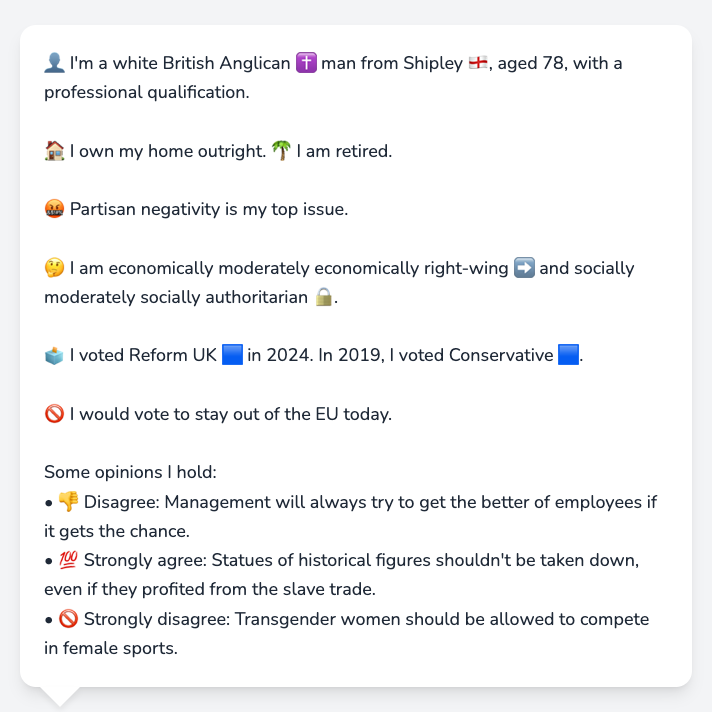 👤 I'm a white British Anglican ✝️ man from Shipley 🏴󠁧󠁢󠁥󠁮󠁧󠁿, aged 78, with a
professional qualification.
🏠 I own my home outright. 🌴 I am retired.
🤬 Partisan negativity is my top issue.
🤔 I am economically moderately economically right-wing ➡️ and socially
moderately socially authoritarian 🔒.
🗳️ I voted Reform UK 🟦 in 2024. In 2019, I voted Conservative 🟦.
🚫 I would vote to stay out of the EU today.
Some opinions I hold:
• 👎 Disagree: Management will always try to get the better of employees if
it gets the chance.
• 💯 Strongly agree: Statues of historical figures shouldn't be taken down,
even if they profited from the slave trade.
• 🚫 Strongly disagree: Transgender women should be allowed to compete
in female sports.